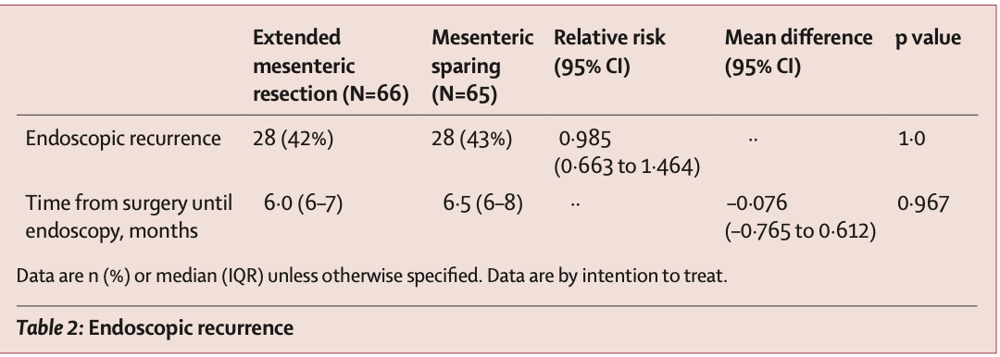 Extended mesenteric resection (N=66) Mesenteric sparing (N=65) Relative risk (95% CI) Mean difference (95% CI) p value
Endoscopic recurrence 28 (42%) 28 (43%) 0·985 (0·663 to 1·464) ·· 1·0
Time from surgery until endoscopy, months 6·0 (6–7) 6·5 (6–8) ·· –0·076 (–0·765 to 0·612) 0·967
Data are n (%) or median (IQR) unless otherwise specified. Data are by intention to treat.
Table 2: Endoscopic recurrence